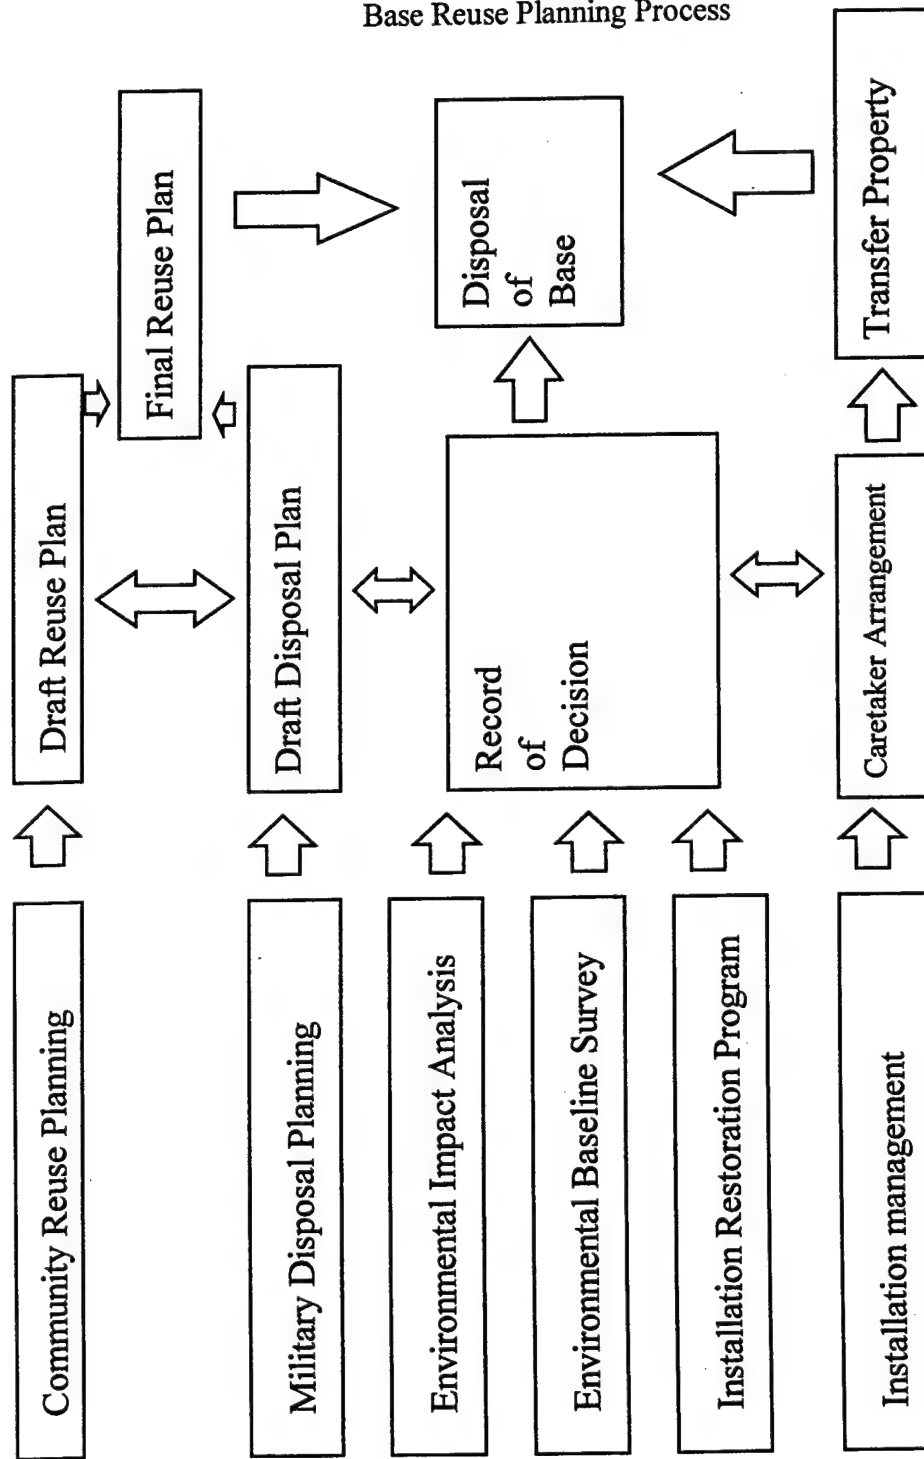 Base Reuse Planning Process
Community Reuse Planning
Draft Reuse Plan
Final Reuse Plan
Military Disposal Planning
Draft Disposal Plan
Environmental Impact Analysis
Environmental Baseline Survey
Installation Restoration Program
Record
of
Decision
Disposal
of
Base
Installation management
Caretaker Arrangement
Transfer Property